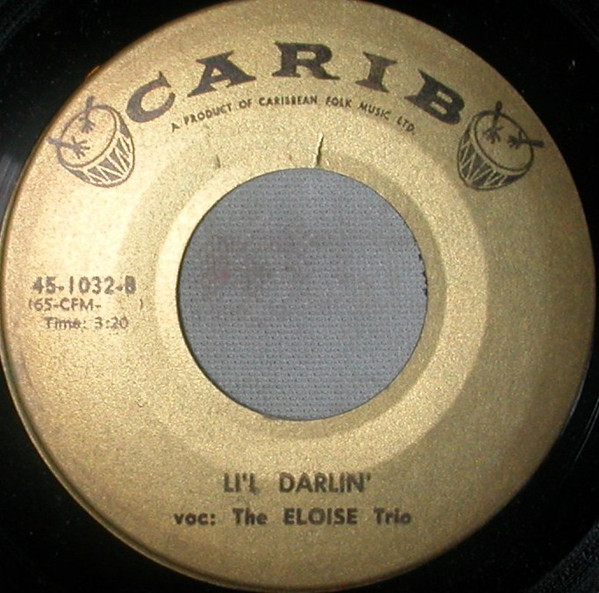 CARIB
A PRODUCT OF CARIBBEAN FOLK MUSIC LTD.
45-1032-B
(65-CFM- )
Time: 3:20
LI'L DARLIN'
voc: The ELOISE Trio